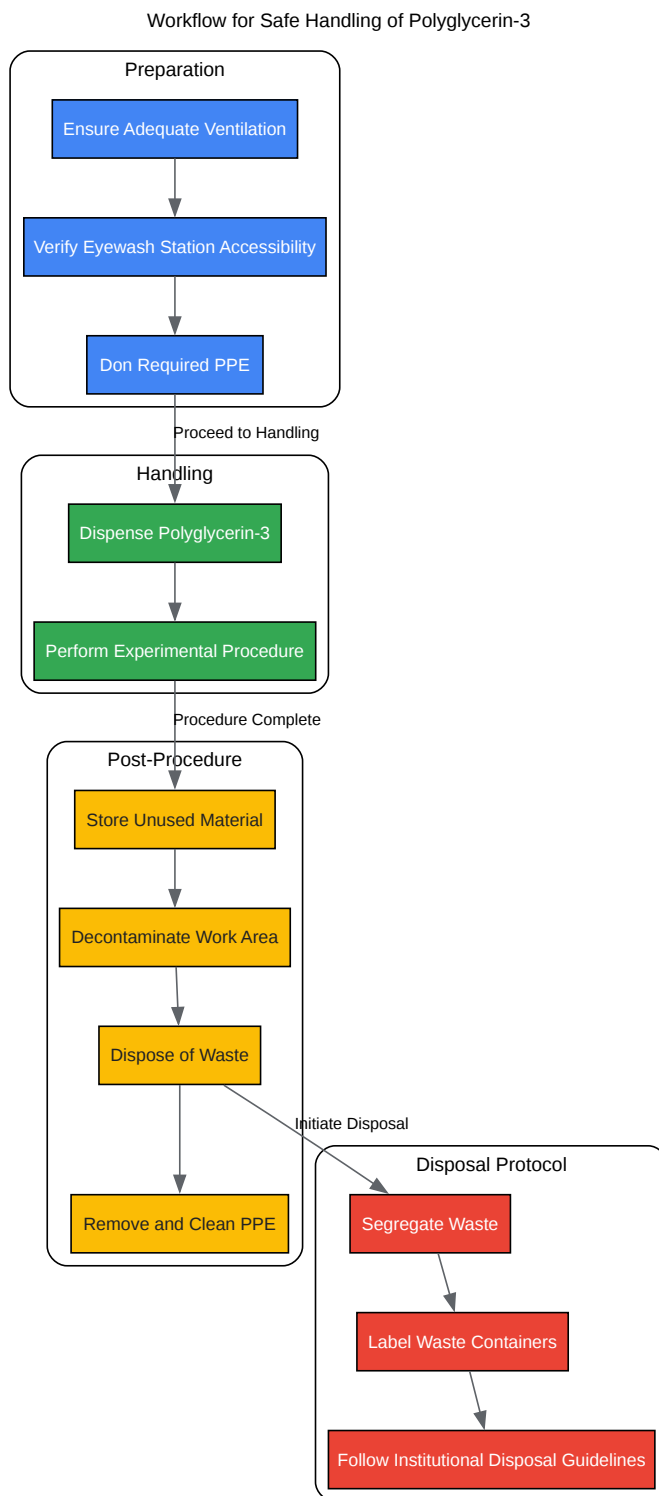 Workflow for Safe Handling of Polyglycerin-3
Preparation
Ensure Adequate Ventilation
Verify Eyewash Station Accessibility
Don Required PPE
Proceed to Handling
Handling
Dispense Polyglycerin-3
Perform Experimental Procedure
Procedure Complete
Post-Procedure
Store Unused Material
Decontaminate Work Area
Dispose of Waste
Initiate Disposal
Disposal Protocol
Remove and Clean PPE
Segregate Waste
Label Waste Containers
Follow Institutional Disposal Guidelines